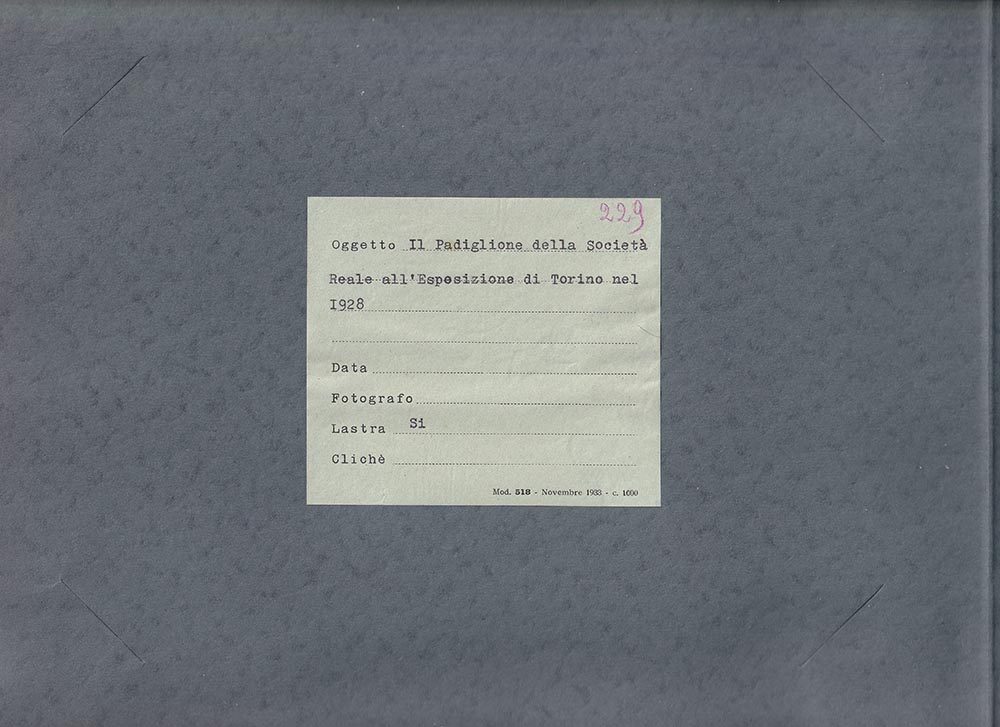 229
Oggetto Il Padiglione della Società
Reale all'Esposizione di Torino nel
1928
Data
Fotografo
Lastra Si
Clichè
Mod. 518 - Novembre 1933 - c. 1000